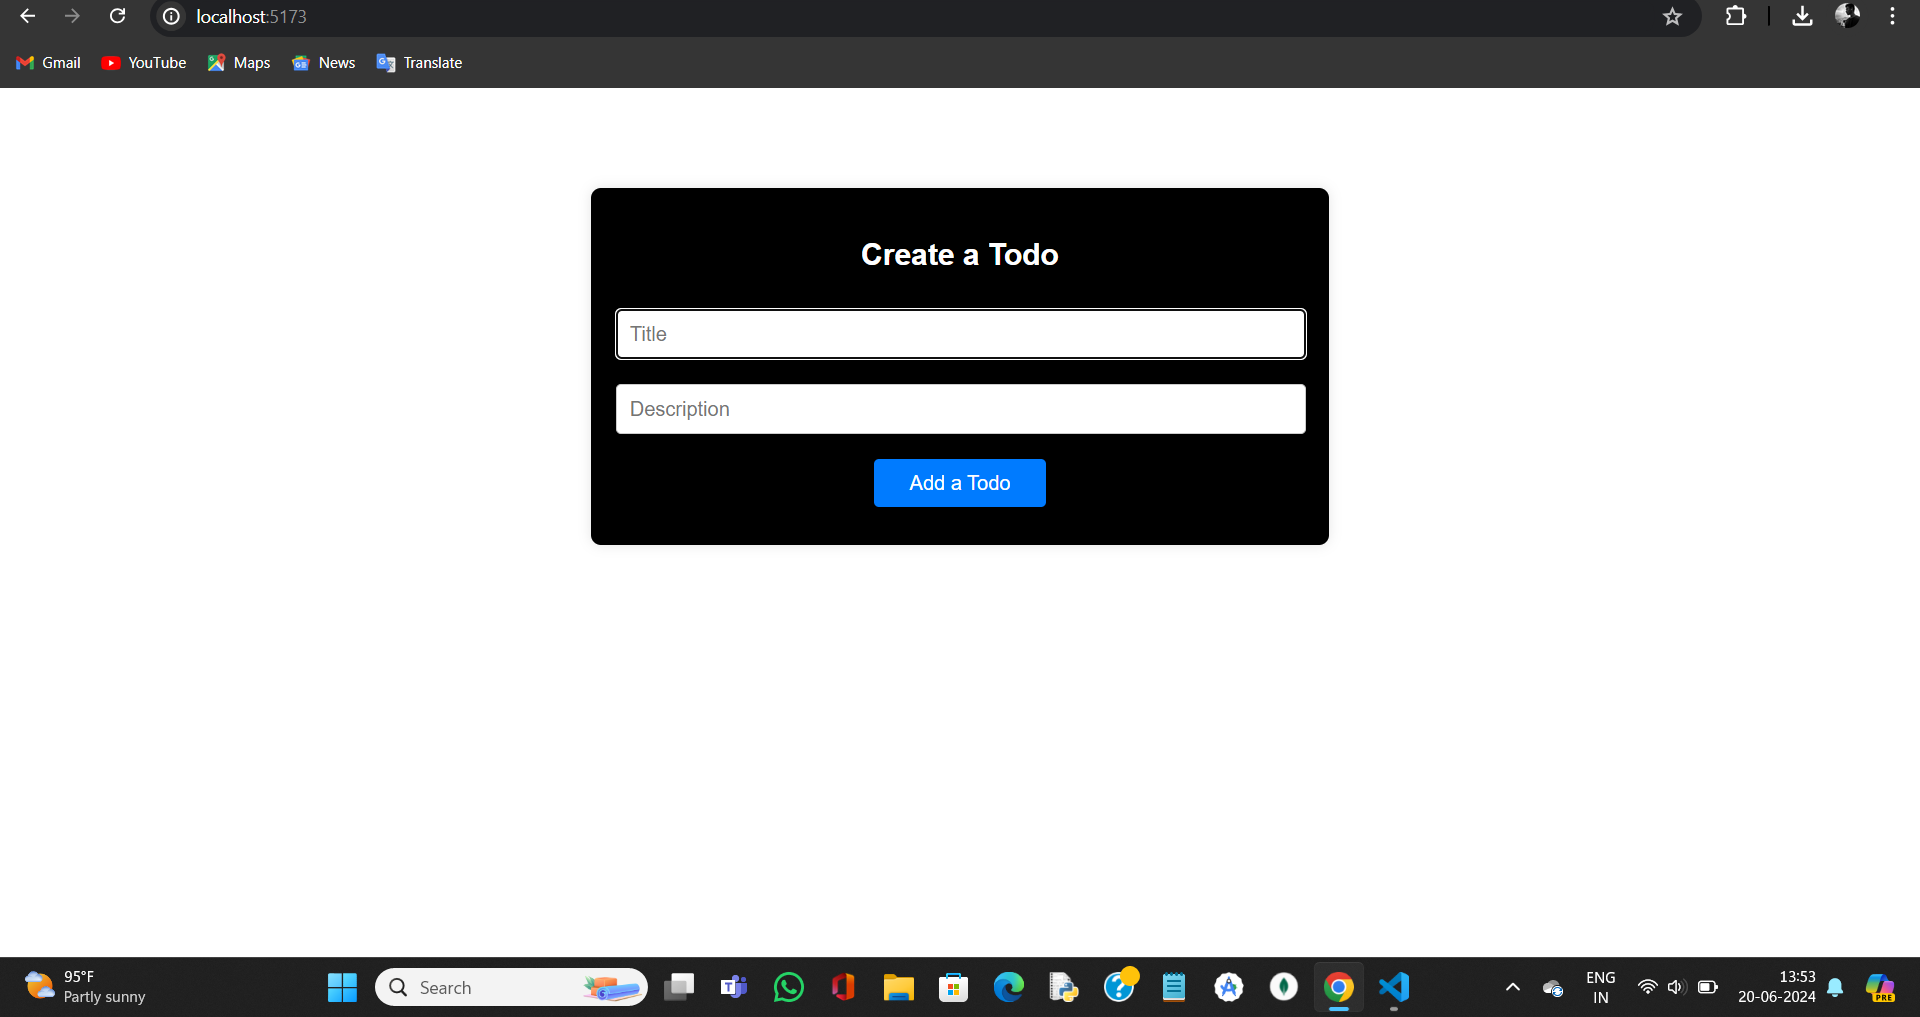 localhost:5173
Gmail YouTube Maps News Translate
Create a Todo
Title
Description
Add a Todo
95°F
Partly sunny
Search
ENG
IN
13:53
20-06-2024
PRE